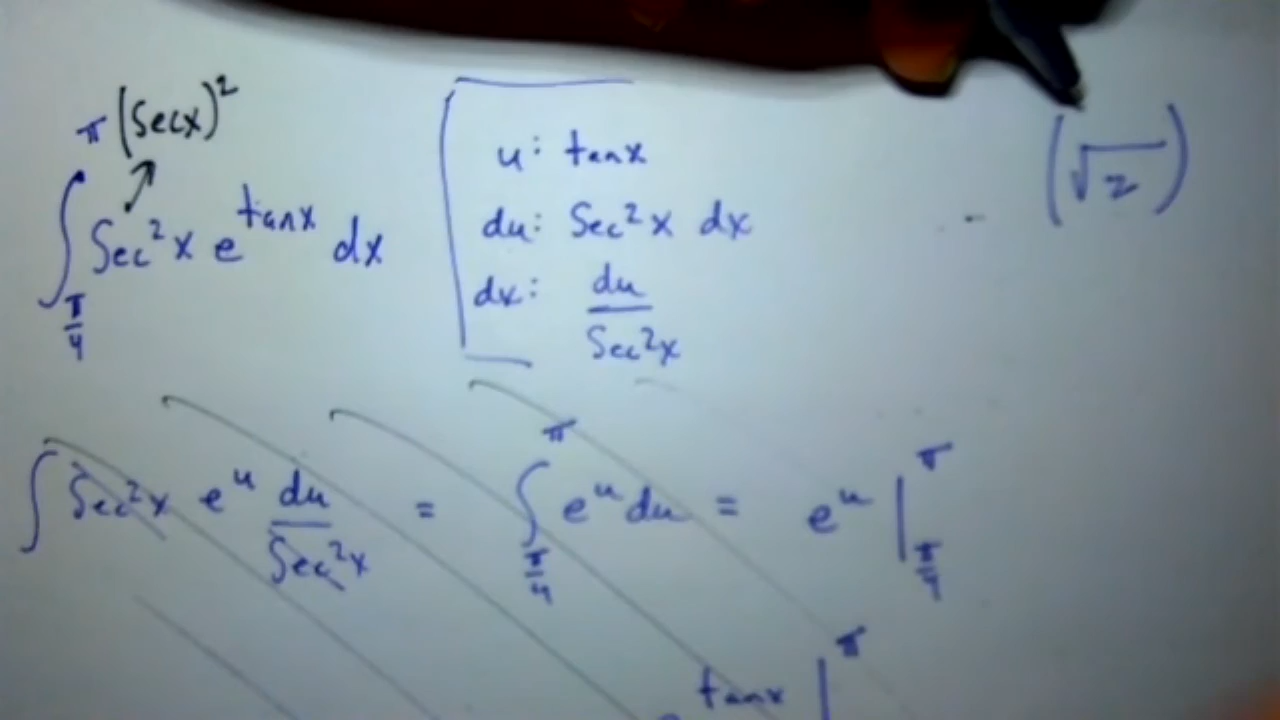 (Secx)²
∫_{π/4}^{π} Sec²x e^{tanx} dx
u: tanx
du: Sec²x dx
dx: du/Sec²x
(√2)
∫ Sec²x e^u du/Sec²x = ∫_{π/4}^{π} e^u du = e^u |_{π/4}^{π}
tanx |^{π}